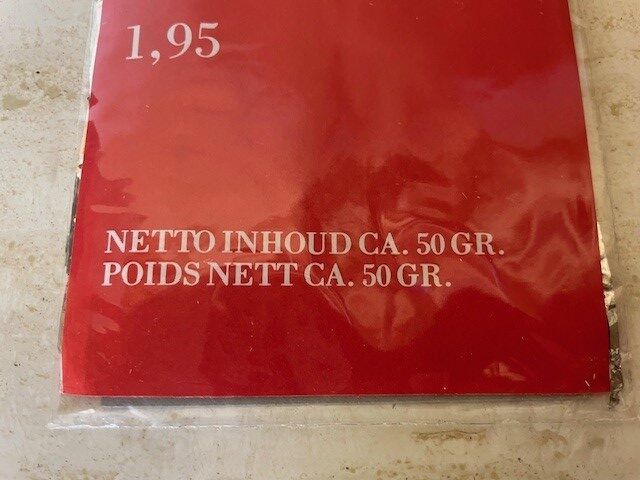 1,95
NETTO INHOUD CA. 50 GR.
POIDS NETT CA. 50 GR.